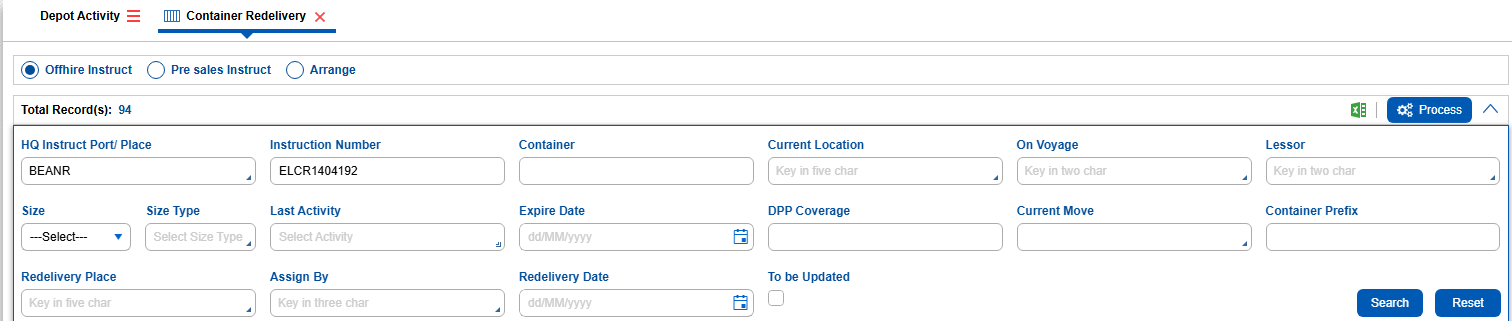 Depot Activity Container Redelivery
Offhire Instruct Pre sales Instruct Arrange
Total Record(s): 94 Process
HQ Instruct Port/ Place Instruction Number Container Current Location On Voyage Lessor
BEANR ELCR1404192 Key in five char Key in two char Key in two char
Size Size Type Last Activity Expire Date DPP Coverage Current Move Container Prefix
---Select--- Select Size Type Select Activity dd/MM/yyyy
Redelivery Place Assign By Redelivery Date To be Updated
Key in five char Key in three char dd/MM/yyyy Search Reset